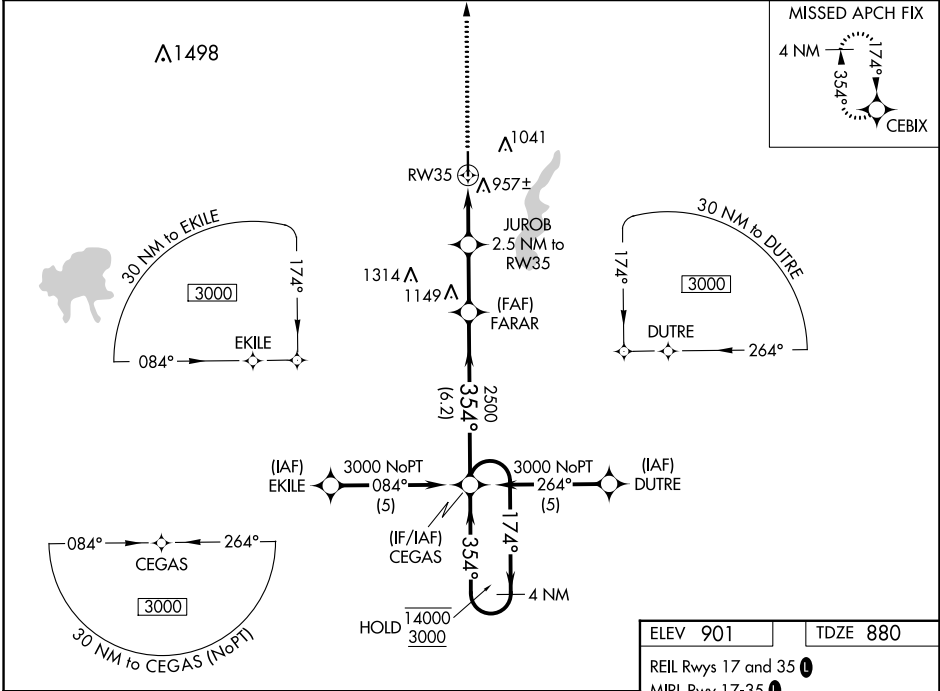 MISSED APCH FIX
4 NM
174°
354°
CEBIX
1498
1041
RW35
957±
JUROB
2.5 NM to
RW35
30 NM to EKILE
174°
3000
EKILE
084°
1314
1149
(FAF)
FARAR
30 NM to DUTRE
174°
3000
DUTRE
264°
2500
354°
(6.2)
(IAF)
EKILE
3000 NoPT
084°
(5)
3000 NoPT
264°
(5)
(IAF)
DUTRE
(IF/IAF)
CEGAS
354°
174°
4 NM
HOLD 14000
3000
084°
264°
CEGAS
3000
30 NM to CEGAS (NoPT)
ELEV 901
TDZE 880
REIL Rwys 17 and 35 L
MIRL Rwy 17-35 L